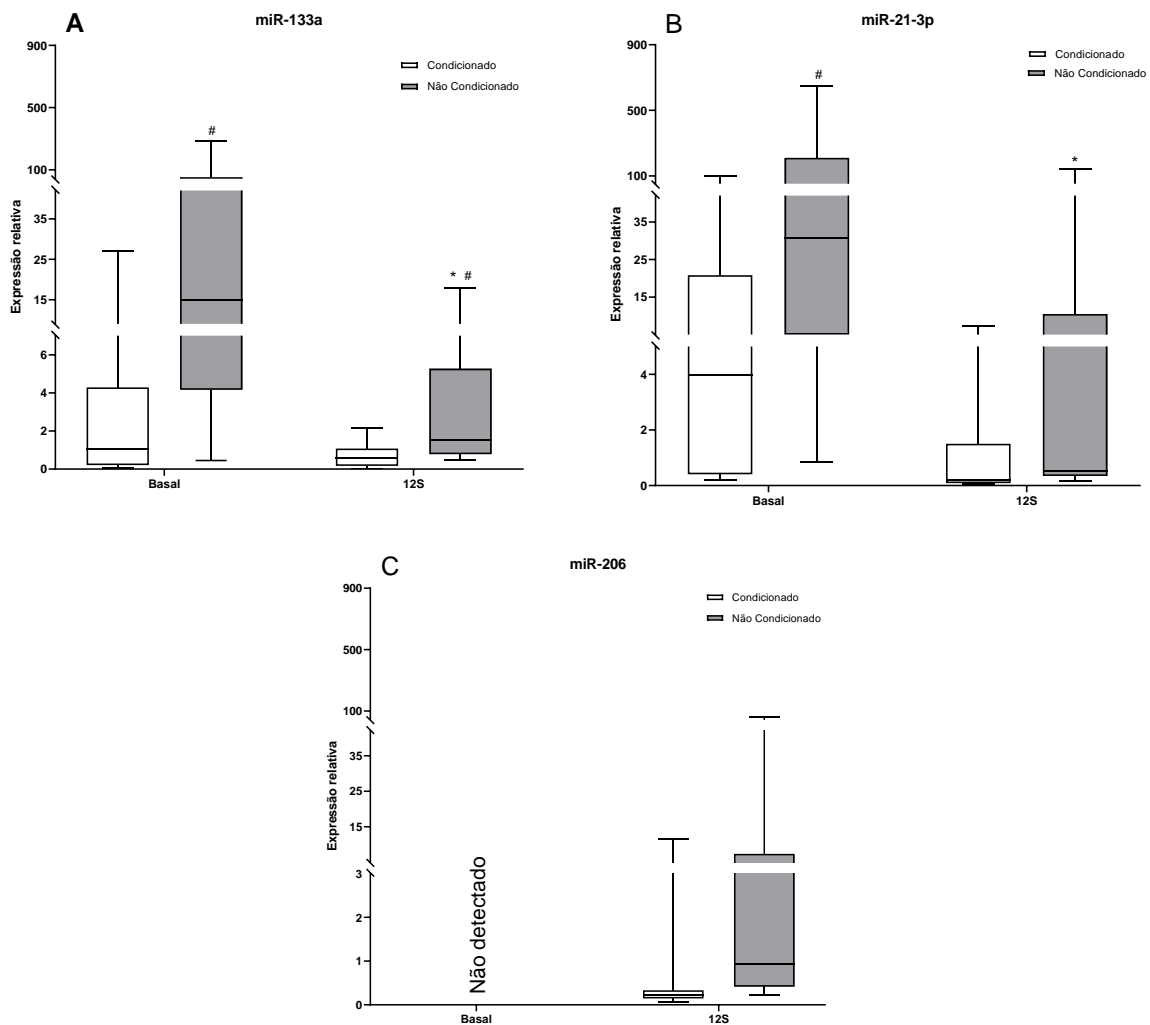 A
miR-133a
Condicionado
Não Condicionado
Expressão relativa
900
500
100
35
25
15
6
4
2
0
#
* #
Basal
12S
B
miR-21-3p
Condicionado
Não Condicionado
Expressão relativa
900
500
100
35
25
15
4
2
0
#
*
Basal
12S
C
miR-206
Condicionado
Não Condicionado
Expressão relativa
900
500
100
35
25
15
3
2
1
0
Não detectado
Basal
12S